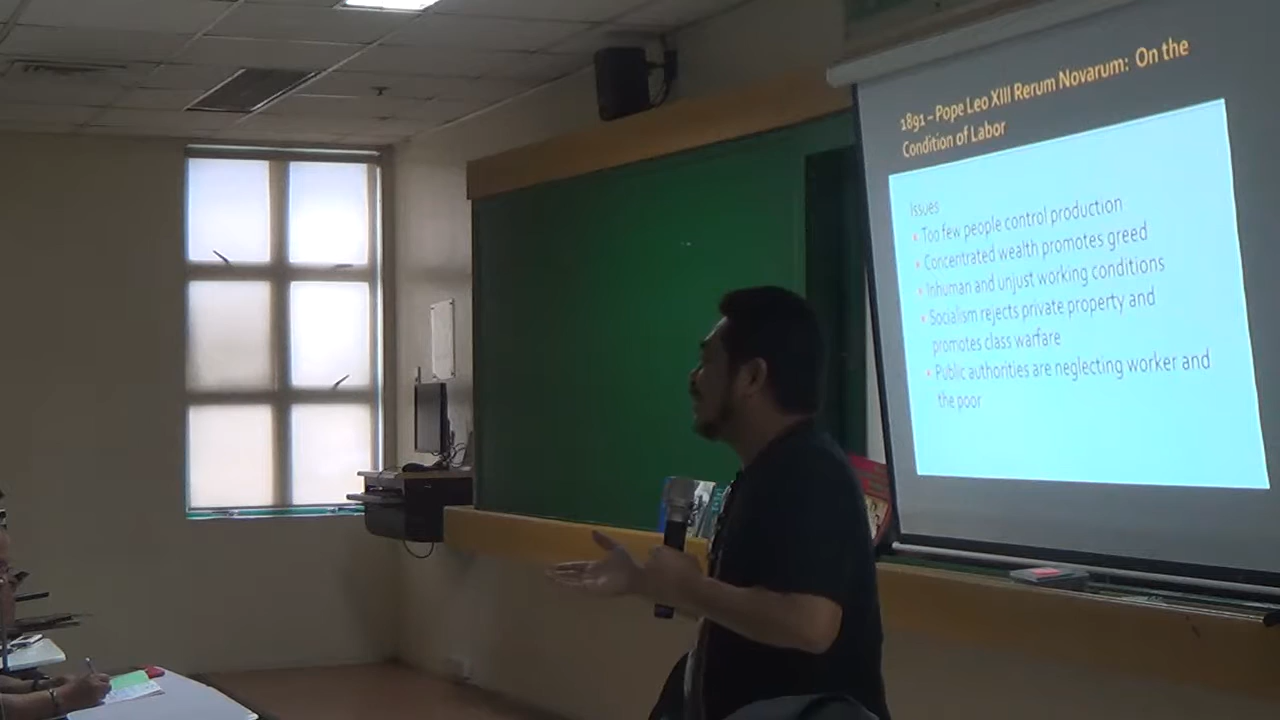 1891 – Pope Leo XIII Rerum Novarum: On the
Condition of Labor
Issues
• Too few people control production
• Concentrated wealth promotes greed
• Inhuman and unjust working conditions
• Socialism rejects private property and
promotes class warfare
• Public authorities are neglecting worker and
the poor